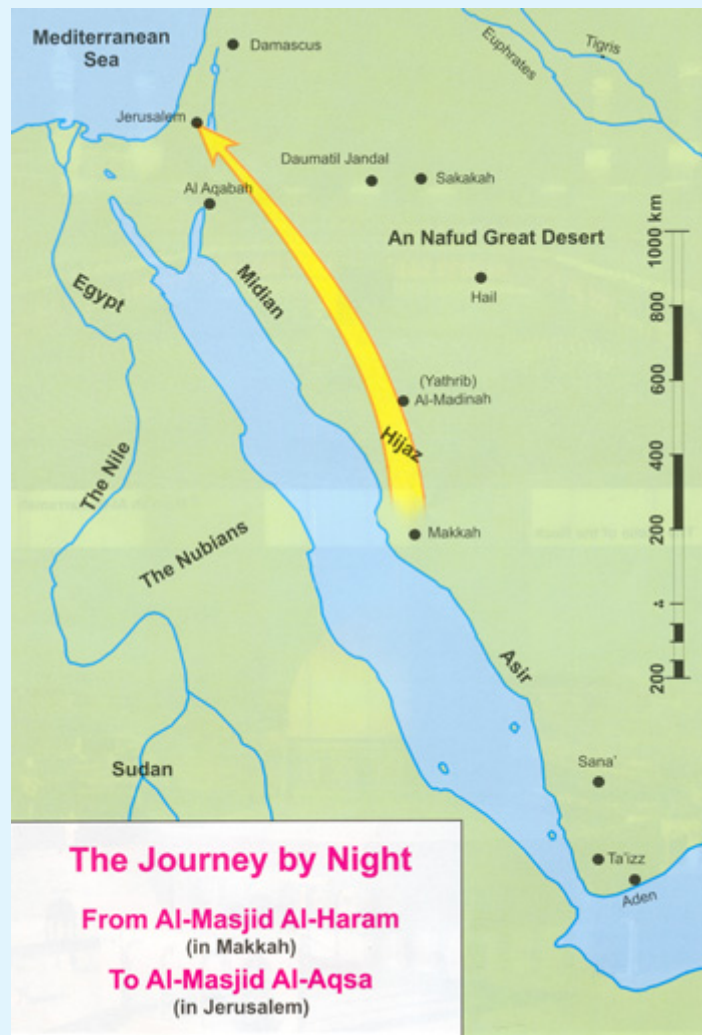 Mediterranean
Sea
Damascus
Euphrates
Tigris
Jerusalem
Daumatil Jandal
Sakakah
Al Aqabah
An Nafud Great Desert
Hail
Midian
Egypt
(Yathrib)
Al-Madinah
Hijaz
The Nile
Makkah
The Nubians
Asir
Sudan
Sana'
Ta'izz
Aden
1000 km
800
600
400
200
200
The Journey by Night
From Al-Masjid Al-Haram
(in Makkah)
To Al-Masjid Al-Aqsa
(in Jerusalem)